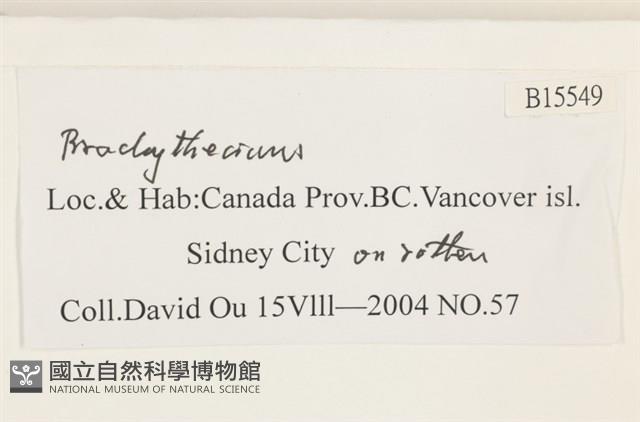 B15549
Brachythecium
Loc.& Hab:Canada Prov.BC.Vancover isl.
Sidney City on rotten
Coll.David Ou 15Vlll—2004 NO.57
國立自然科學博物館
NATIONAL MUSEUM OF NATURAL SCIENCE